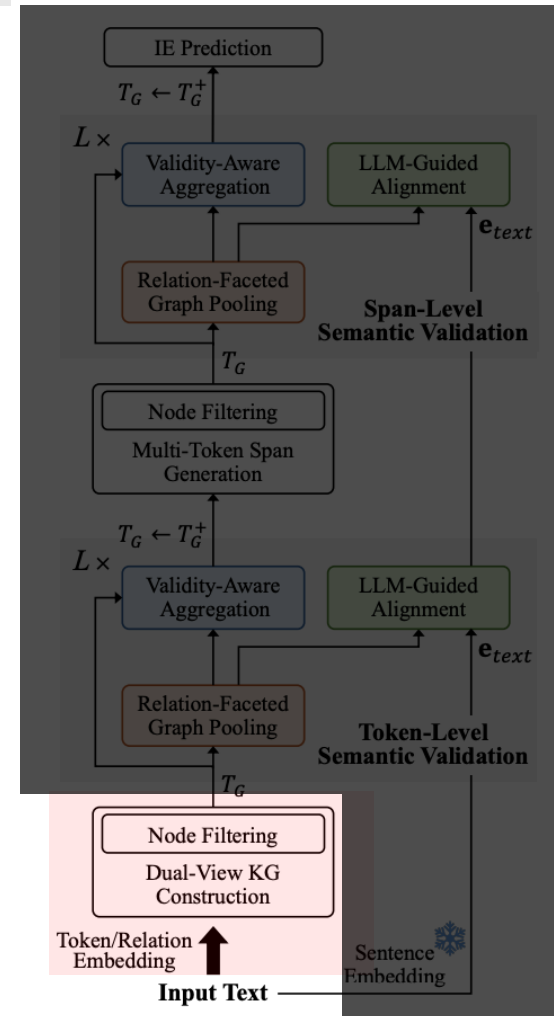 IE Prediction
T_G ← T_G^+
L ×
Validity-Aware
Aggregation
LLM-Guided
Alignment
e_text
Relation-Faceted
Graph Pooling
Span-Level
Semantic Validation
T_G
Node Filtering
Multi-Token Span
Generation
T_G ← T_G^+
L ×
Validity-Aware
Aggregation
LLM-Guided
Alignment
e_text
Relation-Faceted
Graph Pooling
Token-Level
Semantic Validation
T_G
Node Filtering
Dual-View KG
Construction
Token/Relation
Embedding
Sentence
Embedding
Input Text